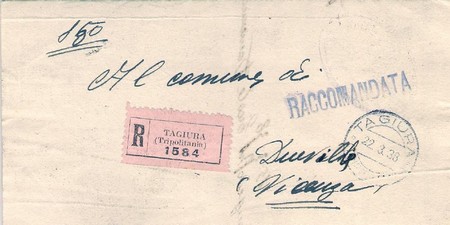 150
Al comune di
RACCOMANDATA
R
TAGIURA
(Tripolitania)
1584
TAGIURA
22.3.38
Dueville
(Vicenza)